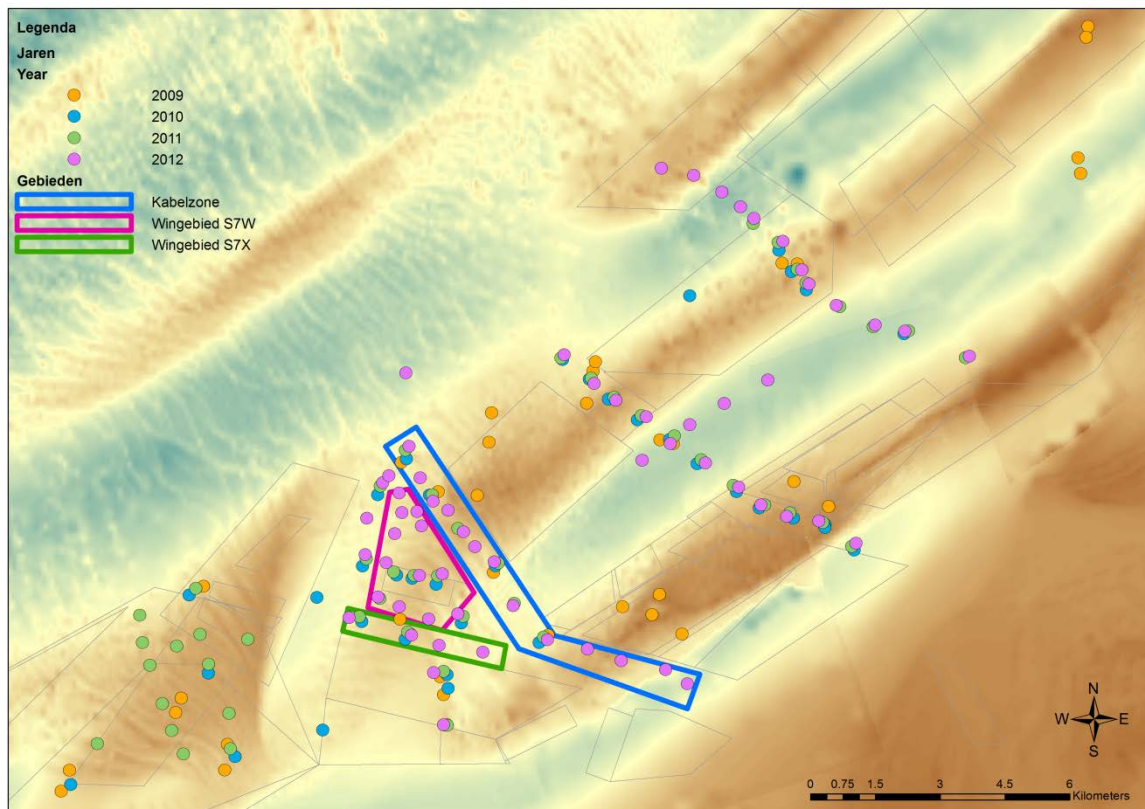 Legenda
Jaren
Year
2009
2010
2011
2012
Gebieden
Kabelzone
Wingebied S7W
Wingebied S7X
N
W E
S
0 0.75 1.5 3 4.5 6
Kilometers